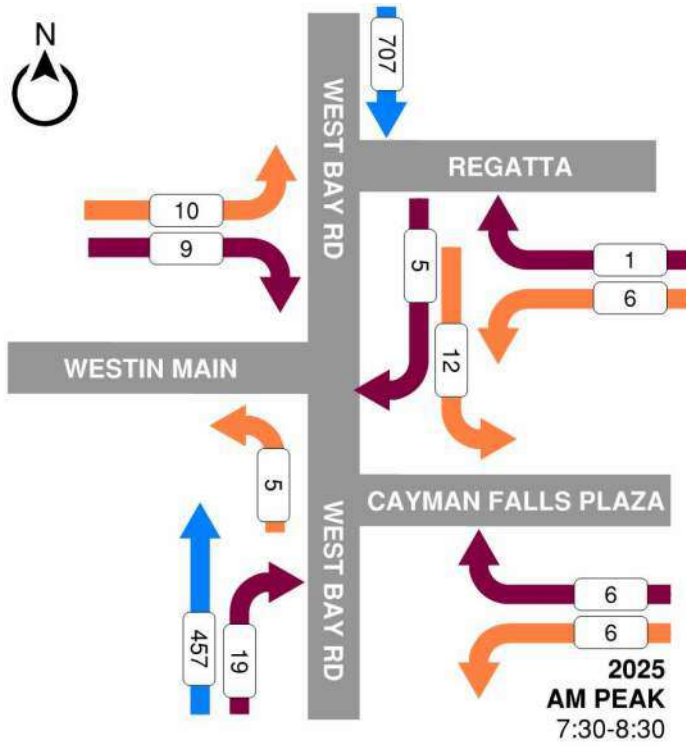 N
707
WEST BAY RD
REGATTA
10
9
5
1
6
12
WESTIN MAIN
5
CAYMAN FALLS PLAZA
WEST BAY RD
457
19
6
6
2025
AM PEAK
7:30-8:30